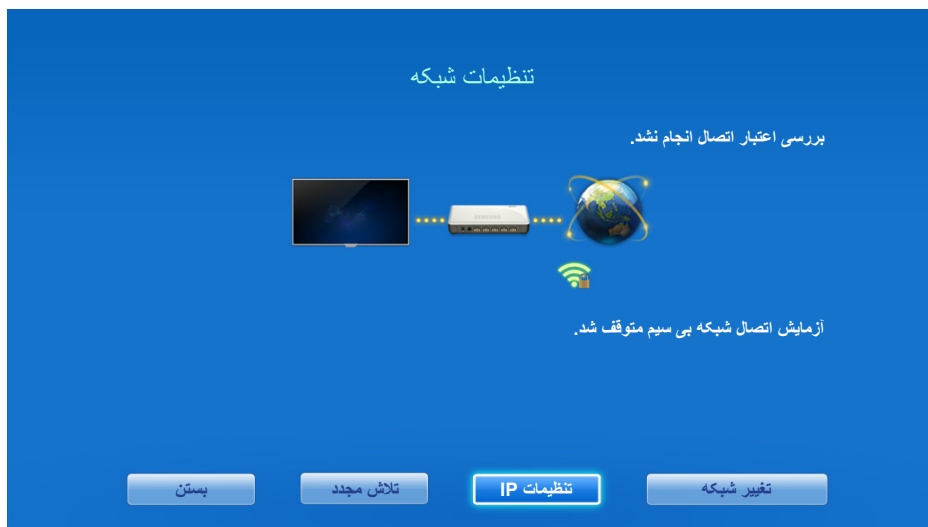 تنظیمات شبکه
بررسی اعتبار اتصال انجام نشد.
SAMSUNG
آزمایش اتصال شبکه بی سیم متوقف شد.
تغییر شبکه
تنظیمات IP
تلاش مجدد
بستن